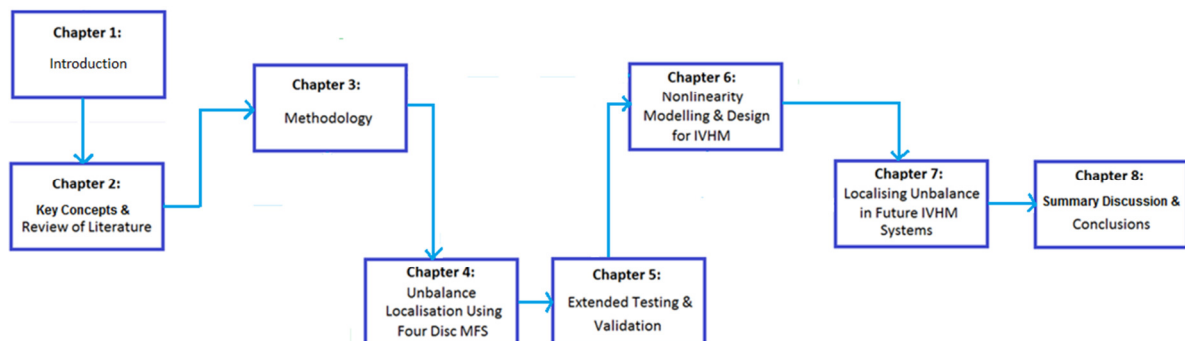 Chapter 1:
Introduction
Chapter 2:
Key Concepts &
Review of Literature
Chapter 3:
Methodology
Chapter 4:
Unbalance
Localisation Using
Four Disc MFS
Chapter 5:
Extended Testing &
Validation
Chapter 6:
Nonlinearity
Modelling & Design
for IVHM
Chapter 7:
Localising Unbalance
in Future IVHM
Systems
Chapter 8:
Summary Discussion &
Conclusions